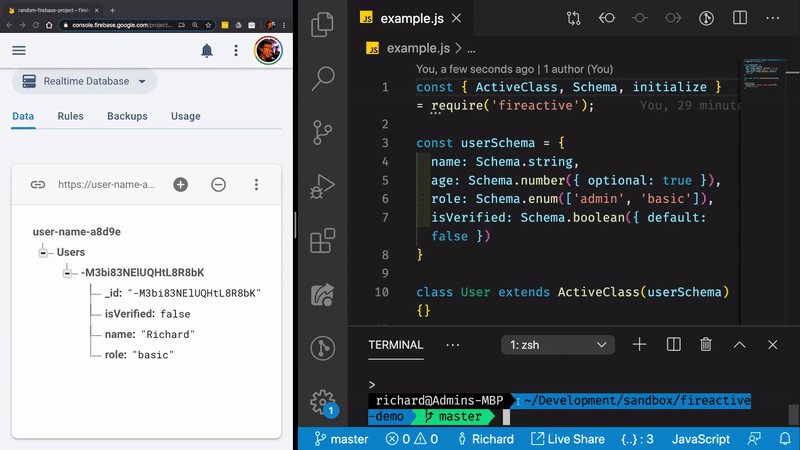 random-firebase-project – Fireb
console.firebase.google.com/project...
Realtime Database
Data Rules Backups Usage
https://user-name-a...
user-name-a8d9e
Users
-M3bi83NElUQHtL8R8bK
_id: "-M3bi83NElUQHtL8R8bK"
isVerified: false
name: "Richard"
role: "basic"
1
JS example.js
JS example.js > ...
You, a few seconds ago | 1 author (You)
1 const { ActiveClass, Schema, initialize }
= require('fireactive'); You, 29 minute
2
3 const userSchema = {
4 name: Schema.string,
5 age: Schema.number({ optional: true }),
6 role: Schema.enum(['admin', 'basic']),
7 isVerified: Schema.boolean({ default:
false })
8 }
9
10 class User extends ActiveClass(userSchema)
{}
TERMINAL ... 1: zsh
>
richard@Admins-MBP ~/Development/sandbox/fireactive
-demo master
master 0 0 Richard Live Share {..} : 3 JavaScript